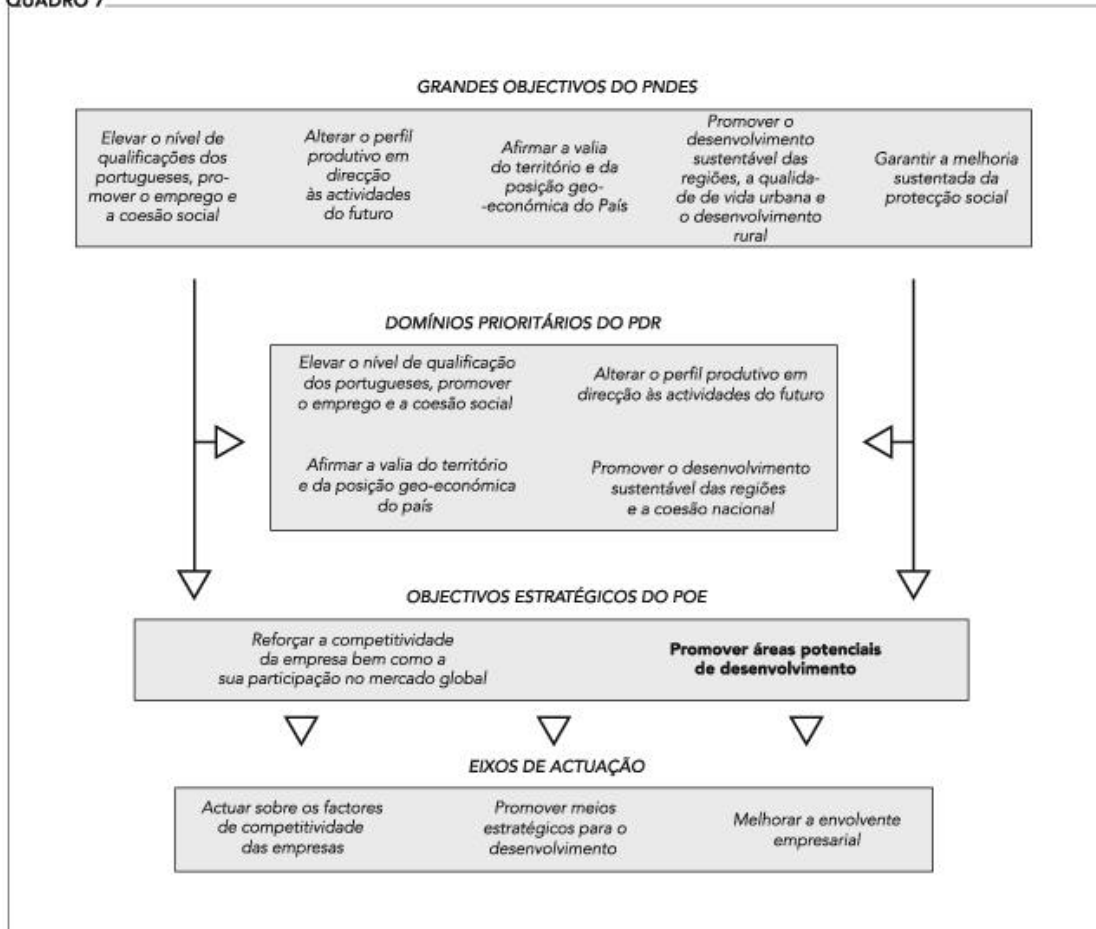 QUADRO 7
GRANDES OBJECTIVOS DO PNDES
Elevar o nível de
qualificações dos
portugueses, pro-
mover o emprego e
a coesão social
Alterar o perfil
produtivo em
direcção
às actividades
do futuro
Afirmar a valia
do território e da
posição geo-
-económica do País
Promover o
desenvolvimento
sustentável das
regiões, a qualida-
de de vida urbana e
o desenvolvimento
rural
Garantir a melhoria
sustentada da
protecção social
DOMÍNIOS PRIORITÁRIOS DO PDR
Elevar o nível de qualificação
dos portugueses, promover
o emprego e a coesão social
Alterar o perfil produtivo em
direcção às actividades do futuro
Afirmar a valia do território
e da posição geo-económica
do país
Promover o desenvolvimento
sustentável das regiões
e a coesão nacional
OBJECTIVOS ESTRATÉGICOS DO POE
Reforçar a competitividade
da empresa bem como a
sua participação no mercado global
Promover áreas potenciais
de desenvolvimento
EIXOS DE ACTUAÇÃO
Actuar sobre os factores
de competitividade
das empresas
Promover meios
estratégicos para o
desenvolvimento
Melhorar a envolvente
empresarial